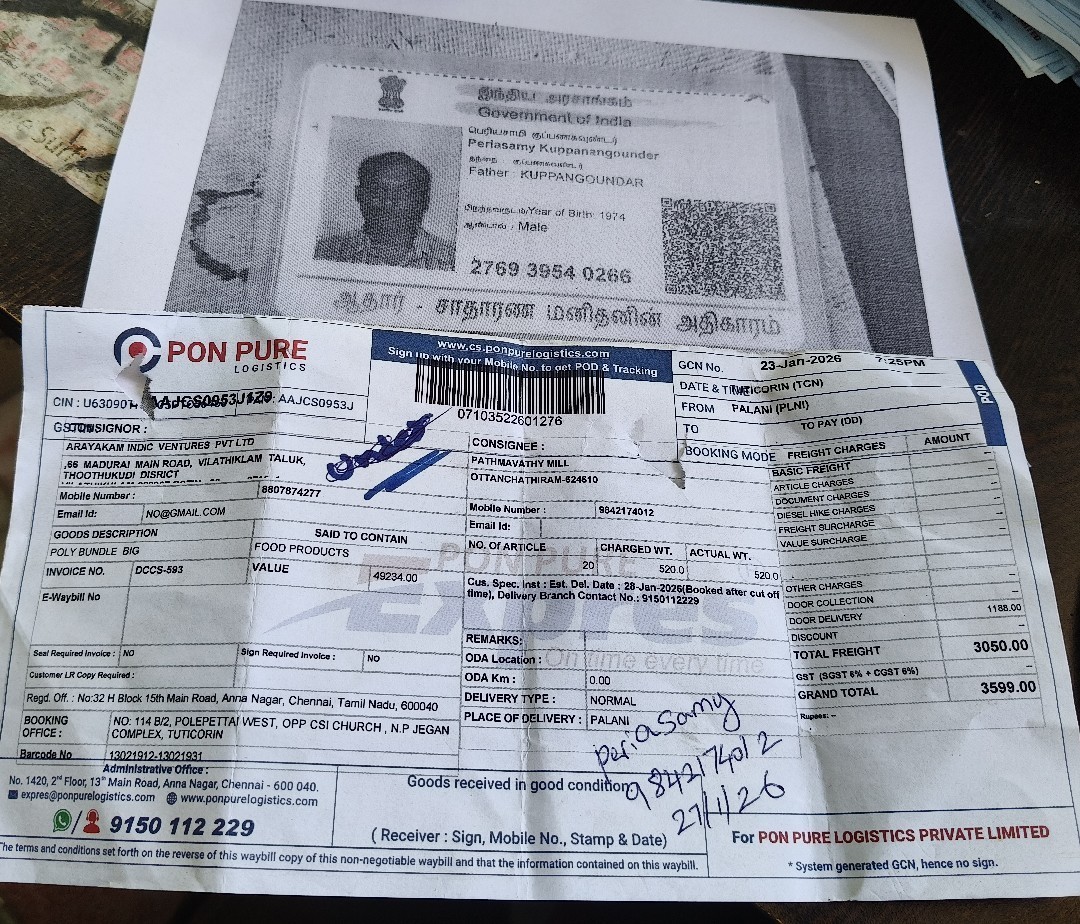 இந்திய அரசாங்கம்
Government of India
பெரியசாமி குப்பணகவுண்டர்
Periasamy Kuppanangounder
தந்தை : குப்பணகவுண்டர்
Father : KUPPANGOUNDAR
பிறந்தவருடம்/Year of Birth: 1974
ஆண்பால் : Male
2769 3954 0266
ஆதார் - சாதாரண மனிதனின் அதிகாரம்
PON PURE
LOGISTICS
www.cs.ponpurelogistics.com
Sign up with your Mobile No. to get POD & Tracking
07103522601276
GCN No.
23-Jan-2026 7:25PM
DATE & TIME
TUTICORIN (TCN)
FROM PALANI (PLNI)
TO TO PAY (DD)
BOOKING MODE
POD
CIN : U63090T
AAJCS0953J1Z9 : AAJCS0953J
CONSIGNOR :
ARAYAKAM INDIC VENTURES PVT LTD
,66 MADURAI MAIN ROAD, VILATHIKLAM TALUK,
THOOTHUKUDI DISRICT
Mobile Number : 8807874277
Email Id: NO@GMAIL.COM
GOODS DESCRIPTION SAID TO CONTAIN
POLY BUNDLE BIG FOOD PRODUCTS
INVOICE NO. DCCS-593 VALUE 49234.00
E-Waybill No
Seal Required Invoice : NO Sign Required Invoice : NO
Customer LR Copy Required :
Regd. Off. : No:32 H Block 15th Main Road, Anna Nagar, Chennai, Tamil Nadu, 600040
BOOKING OFFICE : NO: 114 B/2, POLEPETTAI WEST, OPP CSI CHURCH , N.P JEGAN
COMPLEX, TUTICORIN
Barcode No 13021912-13021931
CONSIGNEE :
PATHMAVATHY MILL
OTTANCHATHIRAM-624610
Mobile Number : 9842174012
Email Id:
NO. OF ARTICLE CHARGED WT. ACTUAL WT.
20 520.0 520.0
Cus. Spec. Inst : Est. Del. Date : 28-Jan-2026(Booked after cut off
time), Delivery Branch Contact No.: 9150112229
PON PURE
EXpres
On time every time
REMARKS:
ODA Location :
ODA Km : 0.00
DELIVERY TYPE : NORMAL
PLACE OF DELIVERY : PALANI
FREIGHT CHARGES AMOUNT
BASIC FREIGHT
ARTICLE CHARGES
DOCUMENT CHARGES
DIESEL HIKE CHARGES
FREIGHT SURCHARGE
VALUE SURCHARGE
OTHER CHARGES
DOOR COLLECTION
DOOR DELIVERY 1188.00
DISCOUNT
TOTAL FREIGHT 3050.00
GST (SGST 6% + CGST 6%)
GRAND TOTAL 3599.00
Rupees: --
Administrative Office :
No. 1420, 2nd Floor, 13th Main Road, Anna Nagar, Chennai - 600 040.
expres@ponpurelogistics.com www.ponpurelogistics.com
9150 112 229
Goods received in good condition
periasamy
9842174012
27/1/26
( Receiver : Sign, Mobile No., Stamp & Date)
For PON PURE LOGISTICS PRIVATE LIMITED
* System generated GCN, hence no sign.
The terms and conditions set forth on the reverse of this waybill copy of this non-negotiable waybill and that the information contained on this waybill.